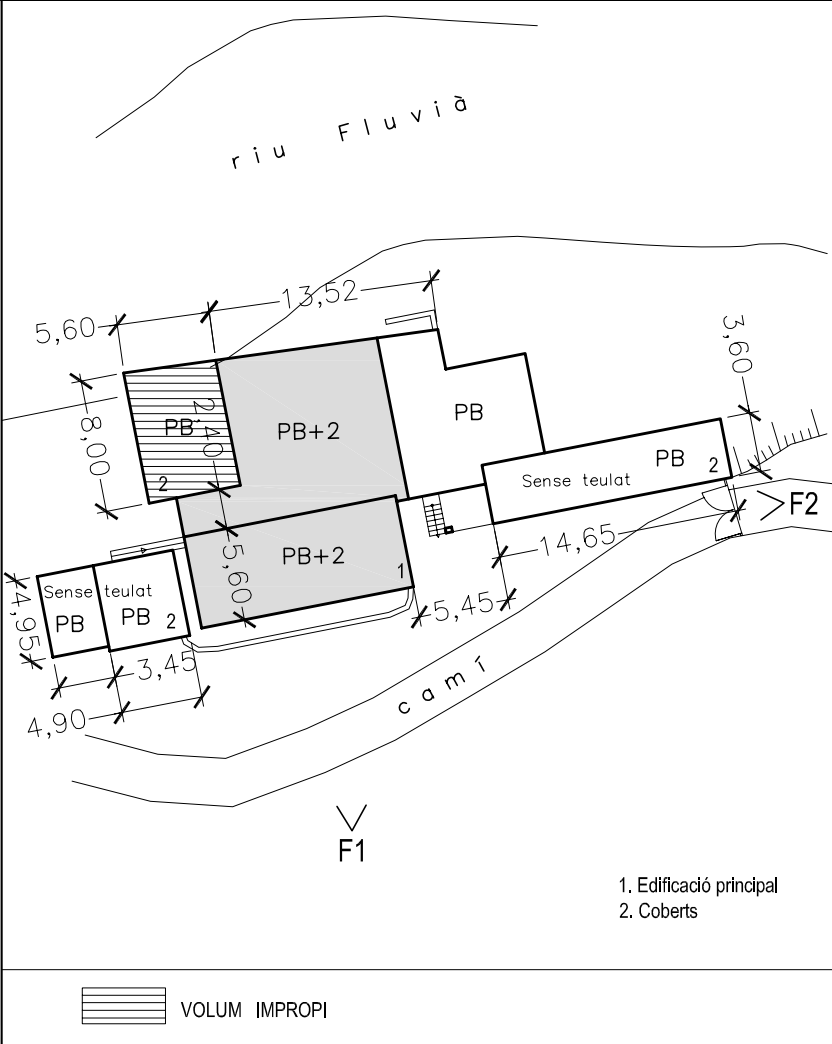 riu Fluvià
13,52
5,60
3,60
8,00
PB
2,40
PB+2
PB
2
PB
2
Sense teulat
F2
14,65
PB+2
5,60
1
Sense teulat
4,95
PB
PB
2
5,45
3,45
4,90
camí
F1
1. Edificació principal
2. Coberts
VOLUM IMPROPI